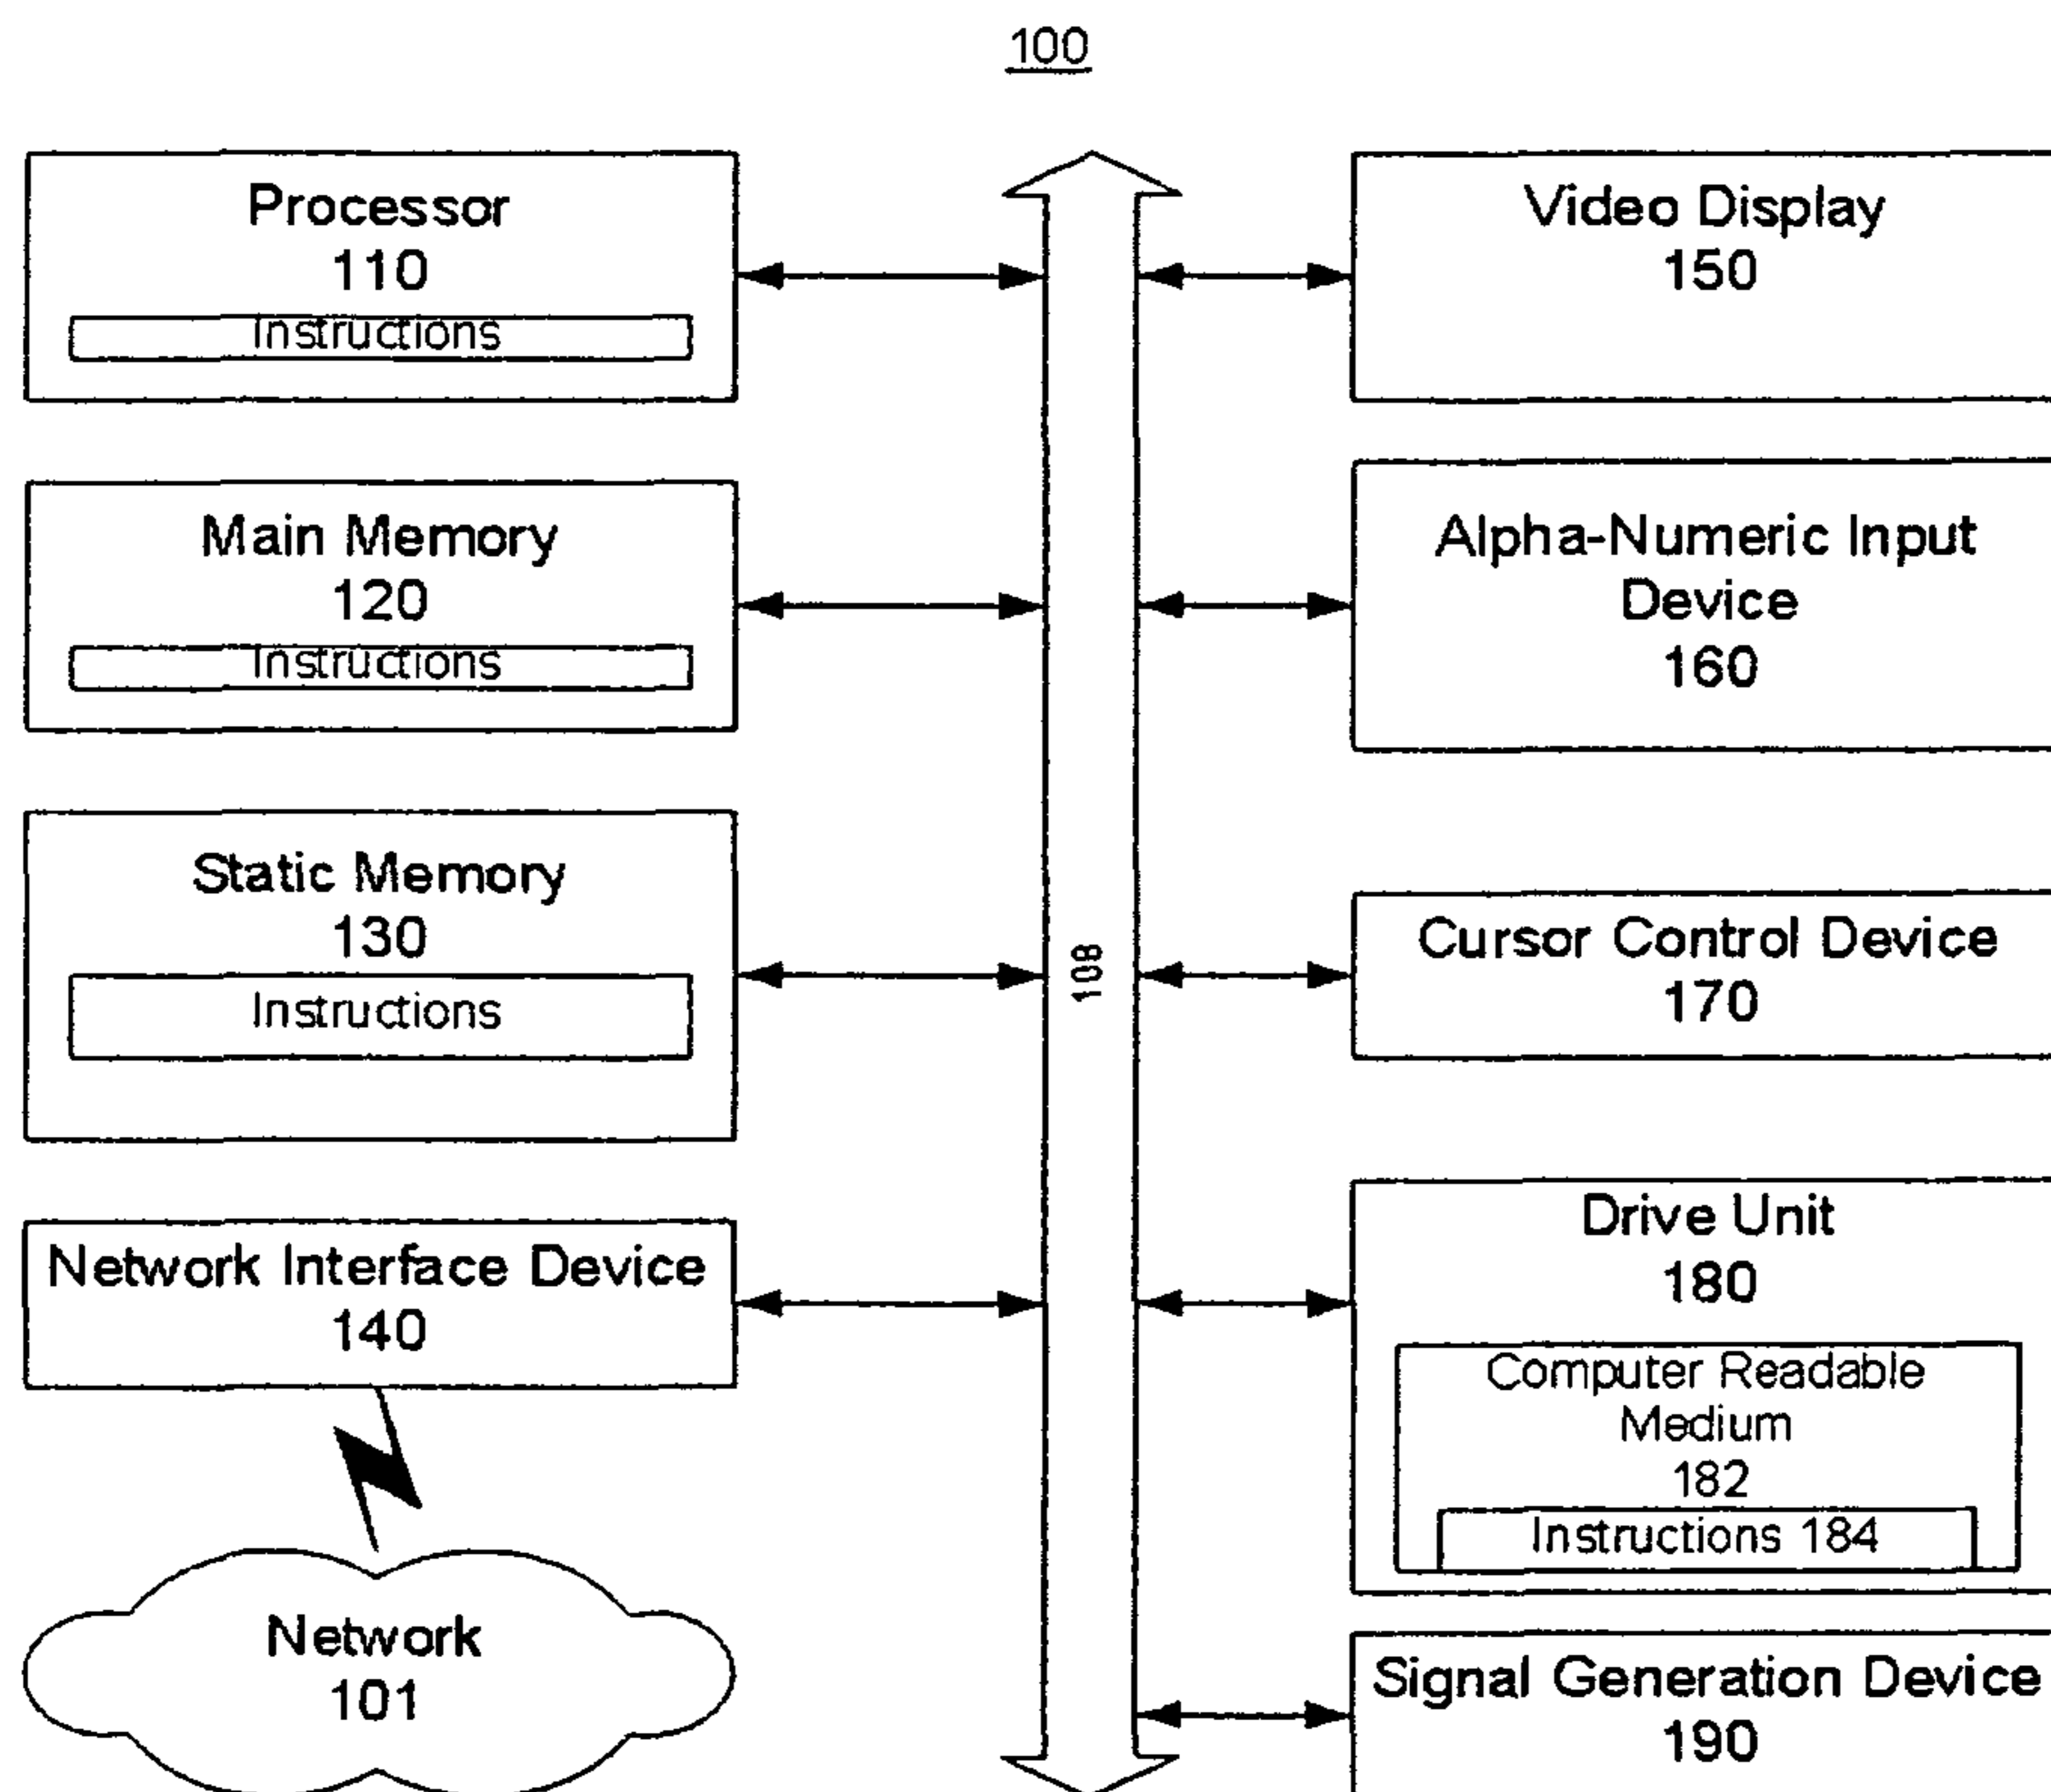 100
Processor
110
Instructions
Main Memory
120
Instructions
Static Memory
130
Instructions
Network Interface Device
140
Network
101
108
Video Display
150
Alpha-Numeric Input
Device
160
Cursor Control Device
170
Drive Unit
180
Computer Readable
Medium
182
Instructions 184
Signal Generation Device
190